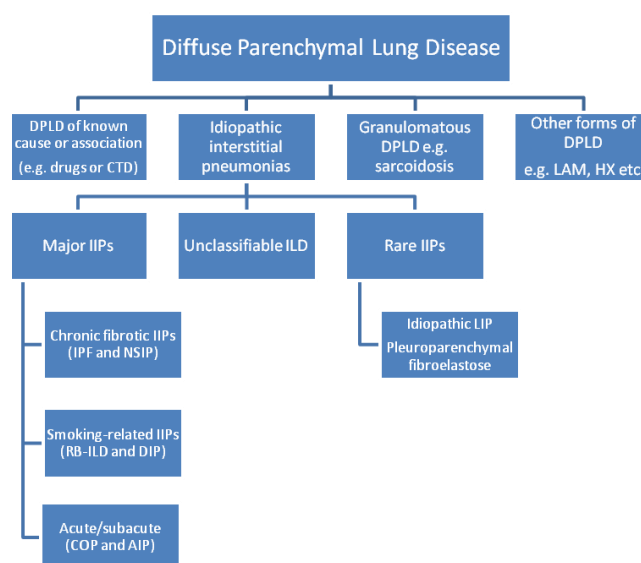 Diffuse Parenchymal Lung Disease
DPLD of known
cause or association
(e.g. drugs or CTD)
Idiopathic
interstitial
pneumonias
Granulomatous
DPLD e.g.
sarcoidosis
Other forms of
DPLD
e.g. LAM, HX etc
Major IIPs
Unclassifiable ILD
Rare IIPs
Chronic fibrotic IIPs
(IPF and NSIP)
Idiopathic LIP
Pleuroparenchymal
fibroelastose
Smoking-related IIPs
(RB-ILD and DIP)
Acute/subacute
(COP and AIP)